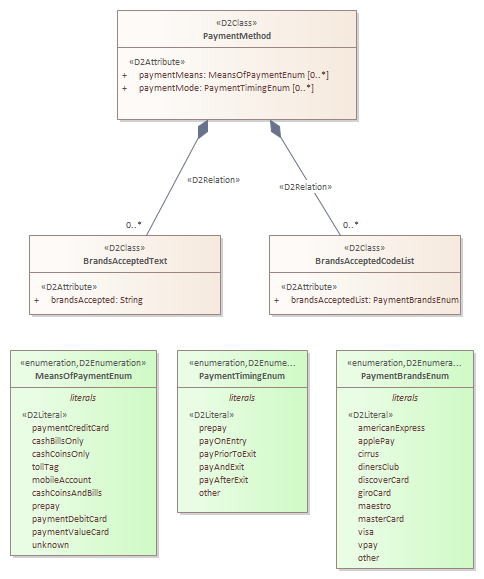 «D2Class»
PaymentMethod
«D2Attribute»
+ paymentMeans: MeansOfPaymentEnum [0..*]
+ paymentMode: PaymentTimingEnum [0..*]
«D2Relation»
«D2Relation»
0..*
0..*
«D2Class»
BrandsAcceptedText
«D2Attribute»
+ brandsAccepted: String
«D2Class»
BrandsAcceptedCodeList
«D2Attribute»
+ brandsAcceptedList: PaymentBrandsEnum
«enumeration,D2Enumeration»
MeansOfPaymentEnum
literals
«D2Literal»
paymentCreditCard
cashBillsOnly
cashCoinsOnly
tollTag
mobileAccount
cashCoinsAndBills
prepay
paymentDebitCard
paymentValueCard
unknown
«enumeration,D2Enume...
PaymentTimingEnum
literals
«D2Literal»
prepay
payOnEntry
payPriorToExit
payAndExit
payAfterExit
other
«enumeration,D2Enumera...
PaymentBrandsEnum
literals
«D2Literal»
americanExpress
applePay
cirrus
dinersClub
discoverCard
giroCard
maestro
masterCard
visa
vpay
other